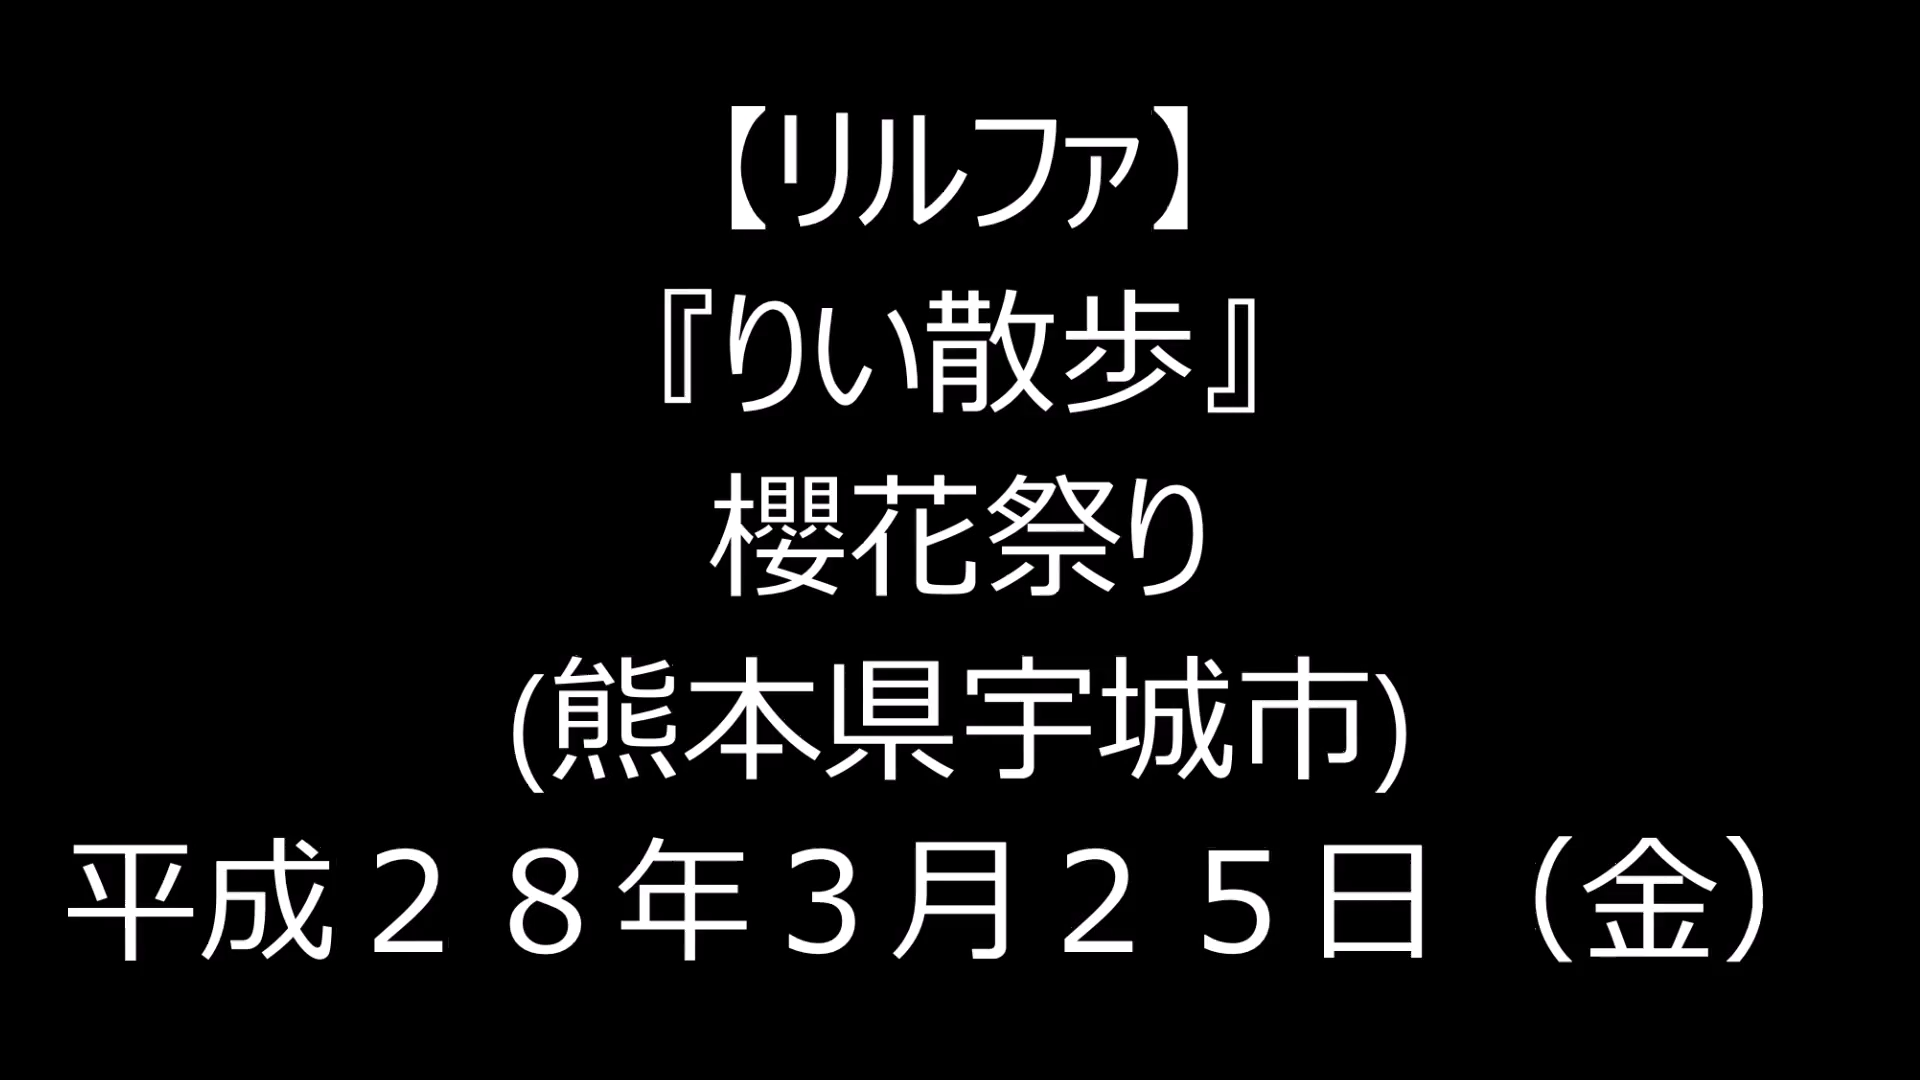 【リルファ】
『りい散歩』
櫻花祭り
(熊本県宇城市)
平成２８年３月２５日（金）